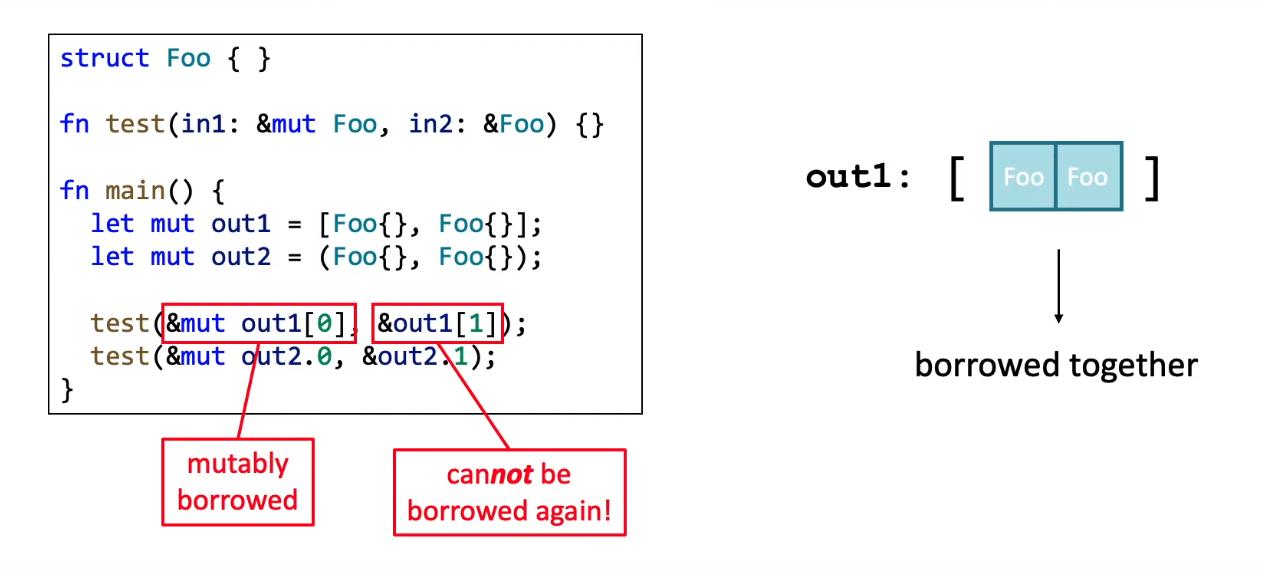 struct Foo { }
fn test(in1: &mut Foo, in2: &Foo) {}
fn main() {
let mut out1 = [Foo{}, Foo{}];
let mut out2 = (Foo{}, Foo{});
test(&mut out1[0], &out1[1]);
test(&mut out2.0, &out2.1);
}
mutably
borrowed
cannot be
borrowed again!
out1: [ Foo Foo ]
borrowed together